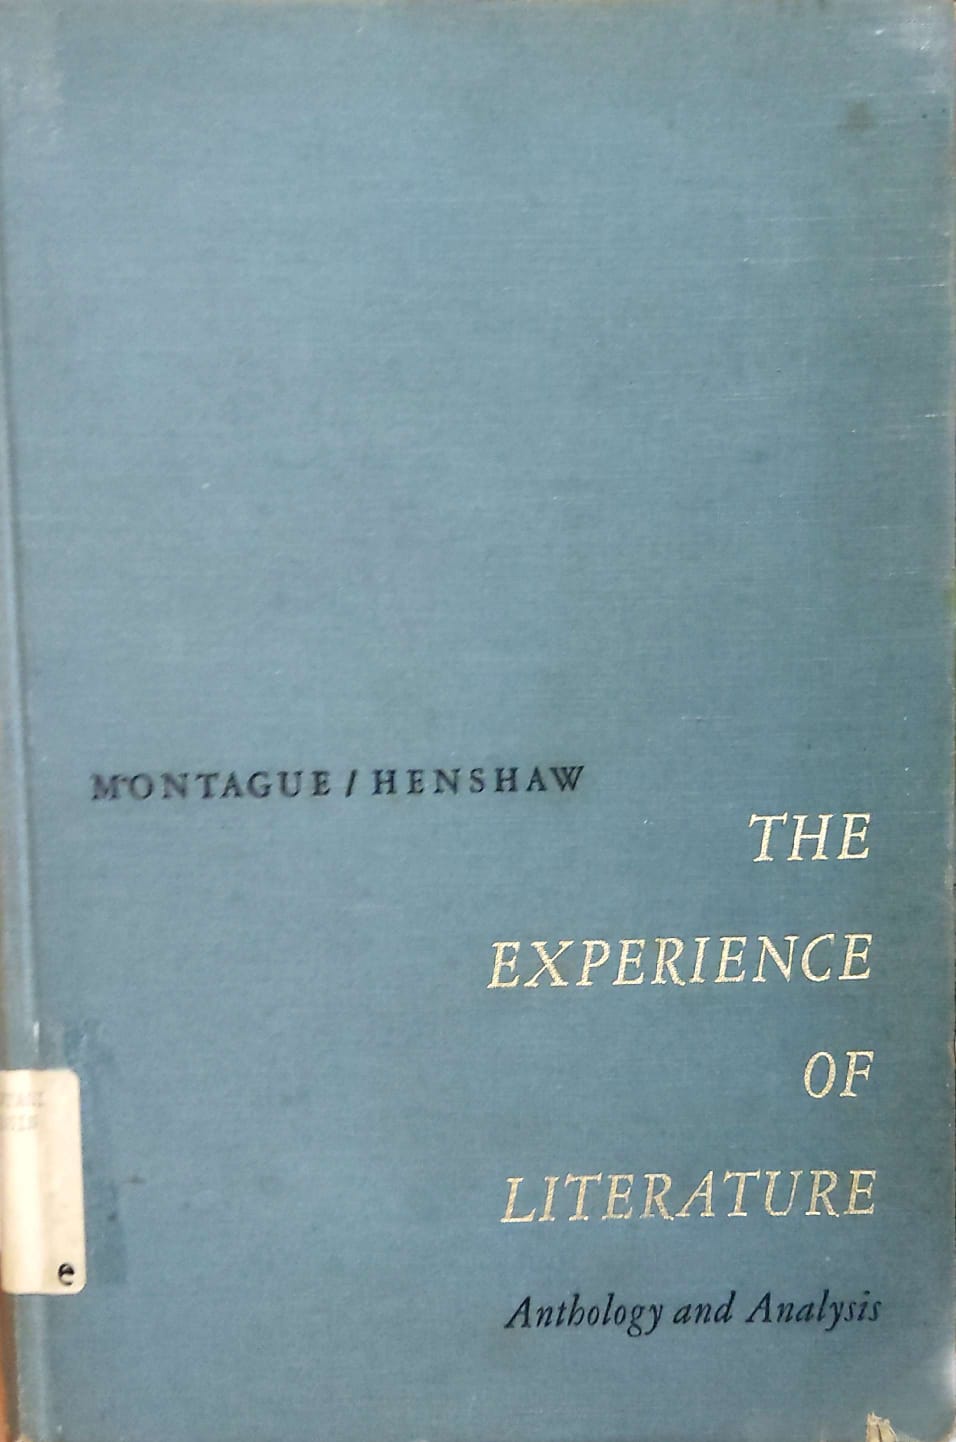 MONTAGUE / HENSHAW
THE
EXPERIENCE
OF
LITERATURE
Anthology and Analysis
e